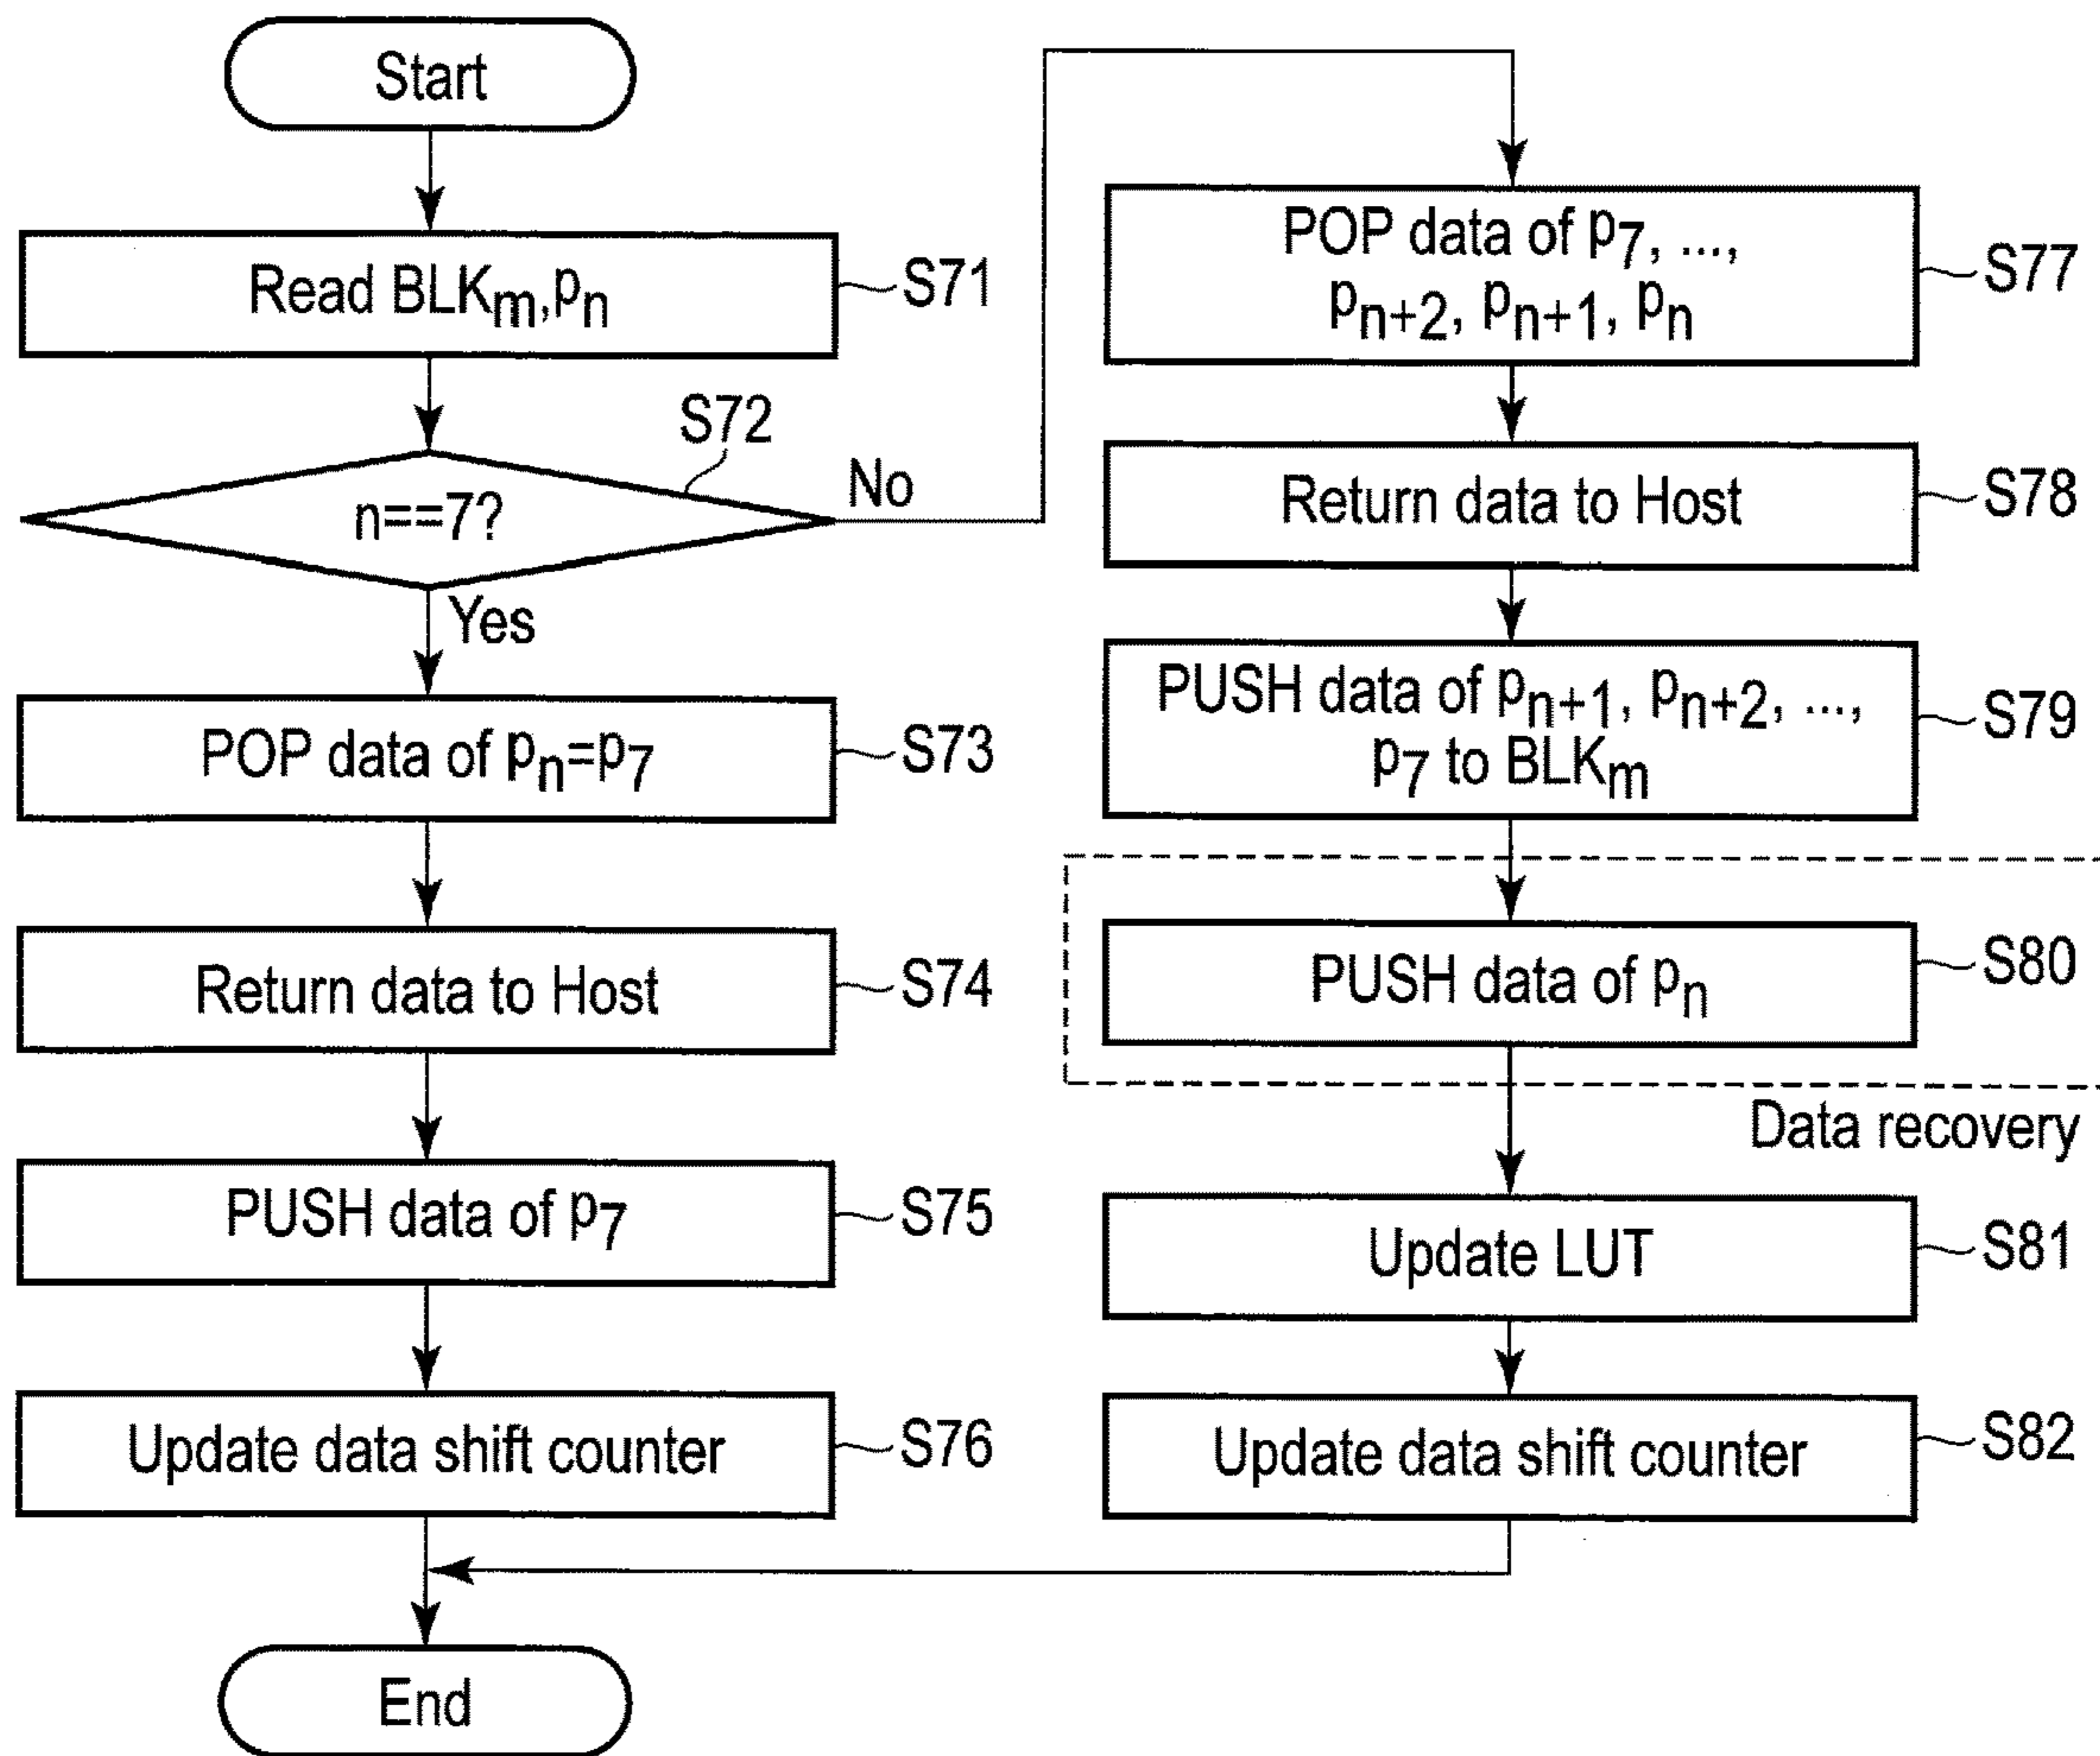 Start
Read BLKm,pn
S71
S72
n==7?
No
Yes
POP data of pn=p7
S73
Return data to Host
S74
PUSH data of p7
S75
Update data shift counter
S76
End
POP data of p7, ...,
pn+2, pn+1, pn
S77
Return data to Host
S78
PUSH data of pn+1, pn+2, ...,
p7 to BLKm
S79
PUSH data of pn
S80
Data recovery
Update LUT
S81
Update data shift counter
S82